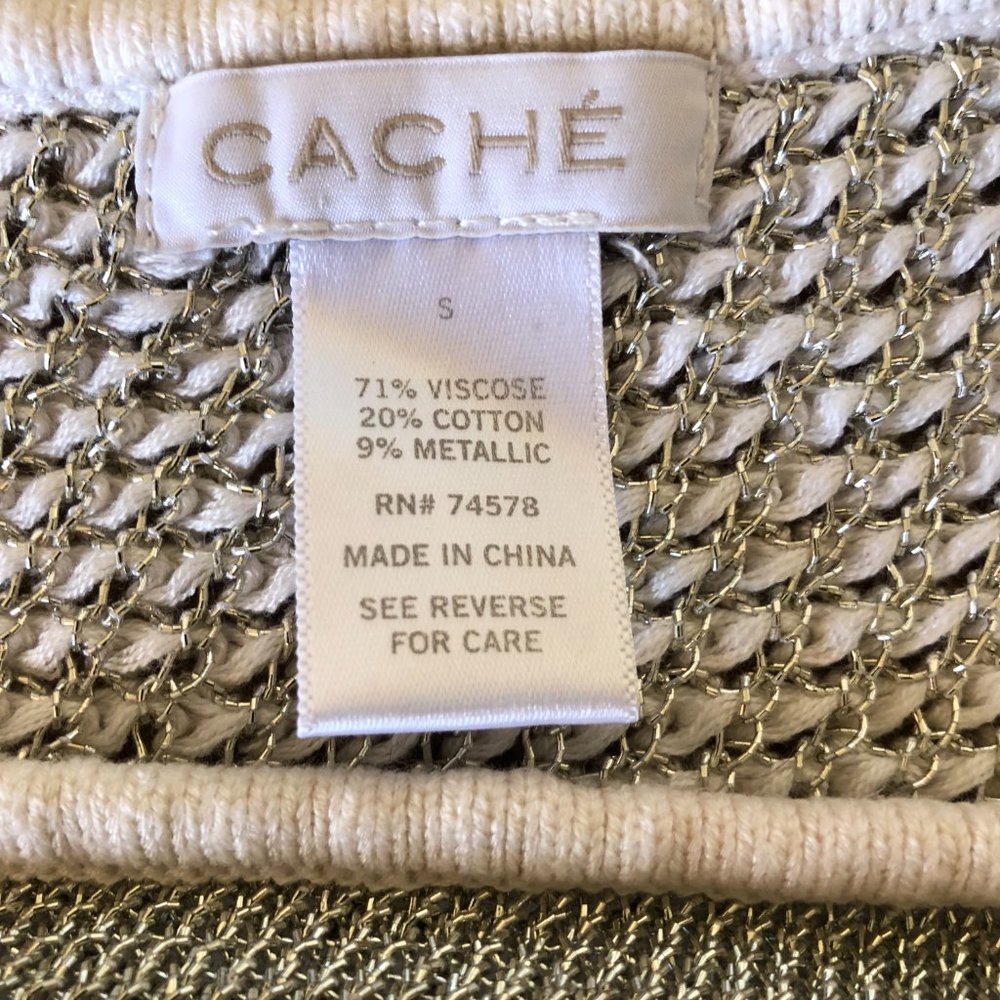 CACHÉ
S
71% VISCOSE
20% COTTON
9% METALLIC
RN# 74578
MADE IN CHINA
SEE REVERSE
FOR CARE